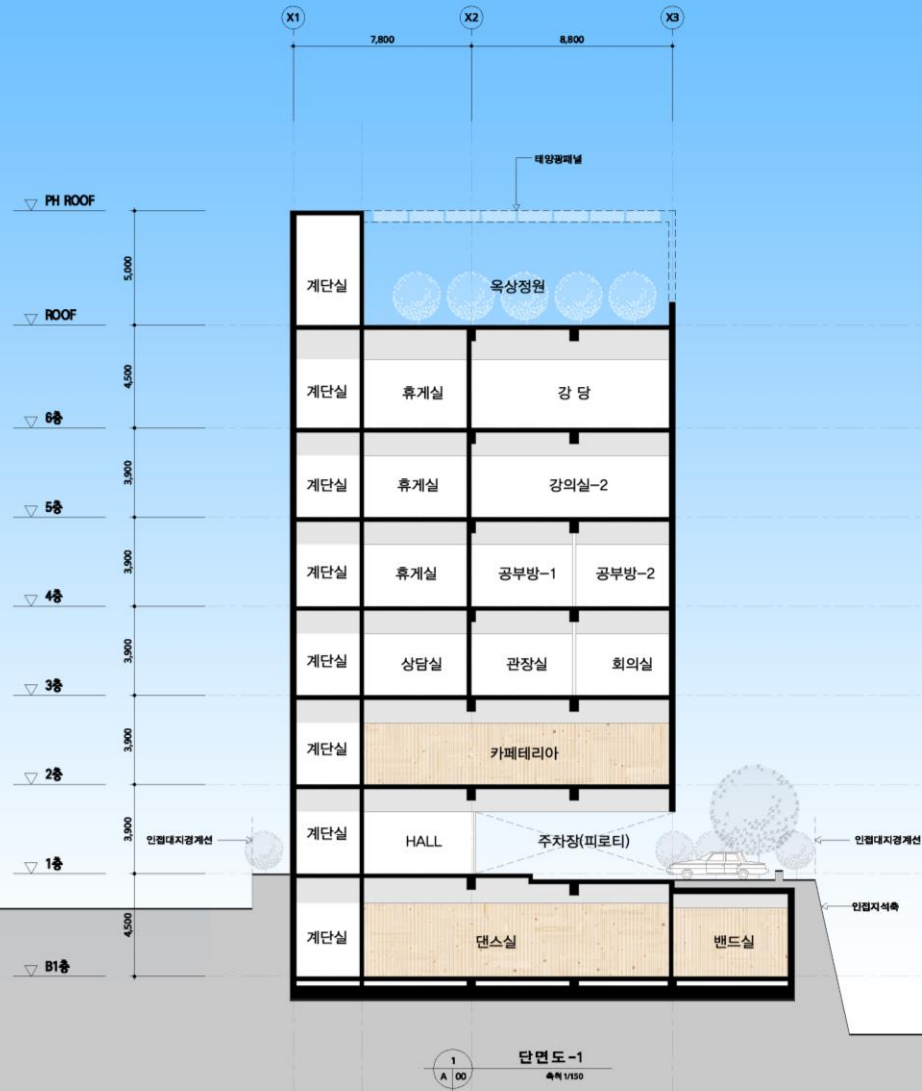 X1
X2
X3
7,800
8,800
태양광패널
PH ROOF
5,000
계단실
옥상정원
ROOF
4,500
계단실
휴게실
강 당
6층
3,900
계단실
휴게실
강의실-2
5층
3,900
계단실
휴게실
공부방-1
공부방-2
4층
3,900
계단실
상담실
관장실
회의실
3층
3,900
계단실
카페테리아
2층
3,900
인접대지경계선
계단실
HALL
주차장(피로티)
인접대지경계선
1층
인접지석축
4,500
계단실
댄스실
밴드실
B1층
1
A 00
단면도-1
축척 1/150